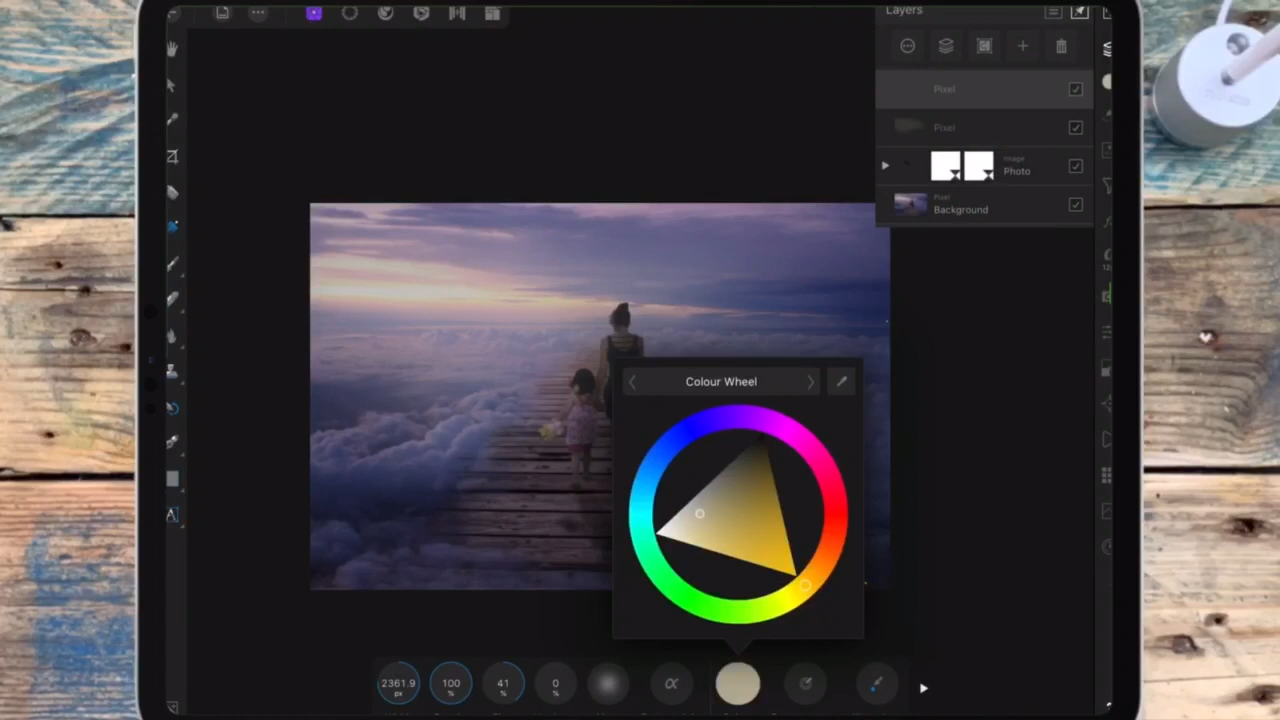 Layers
Pixel
Pixel
Image
Photo
Pixel
Background
Colour Wheel
2361.9
px
100
%
41
%
0
%
α